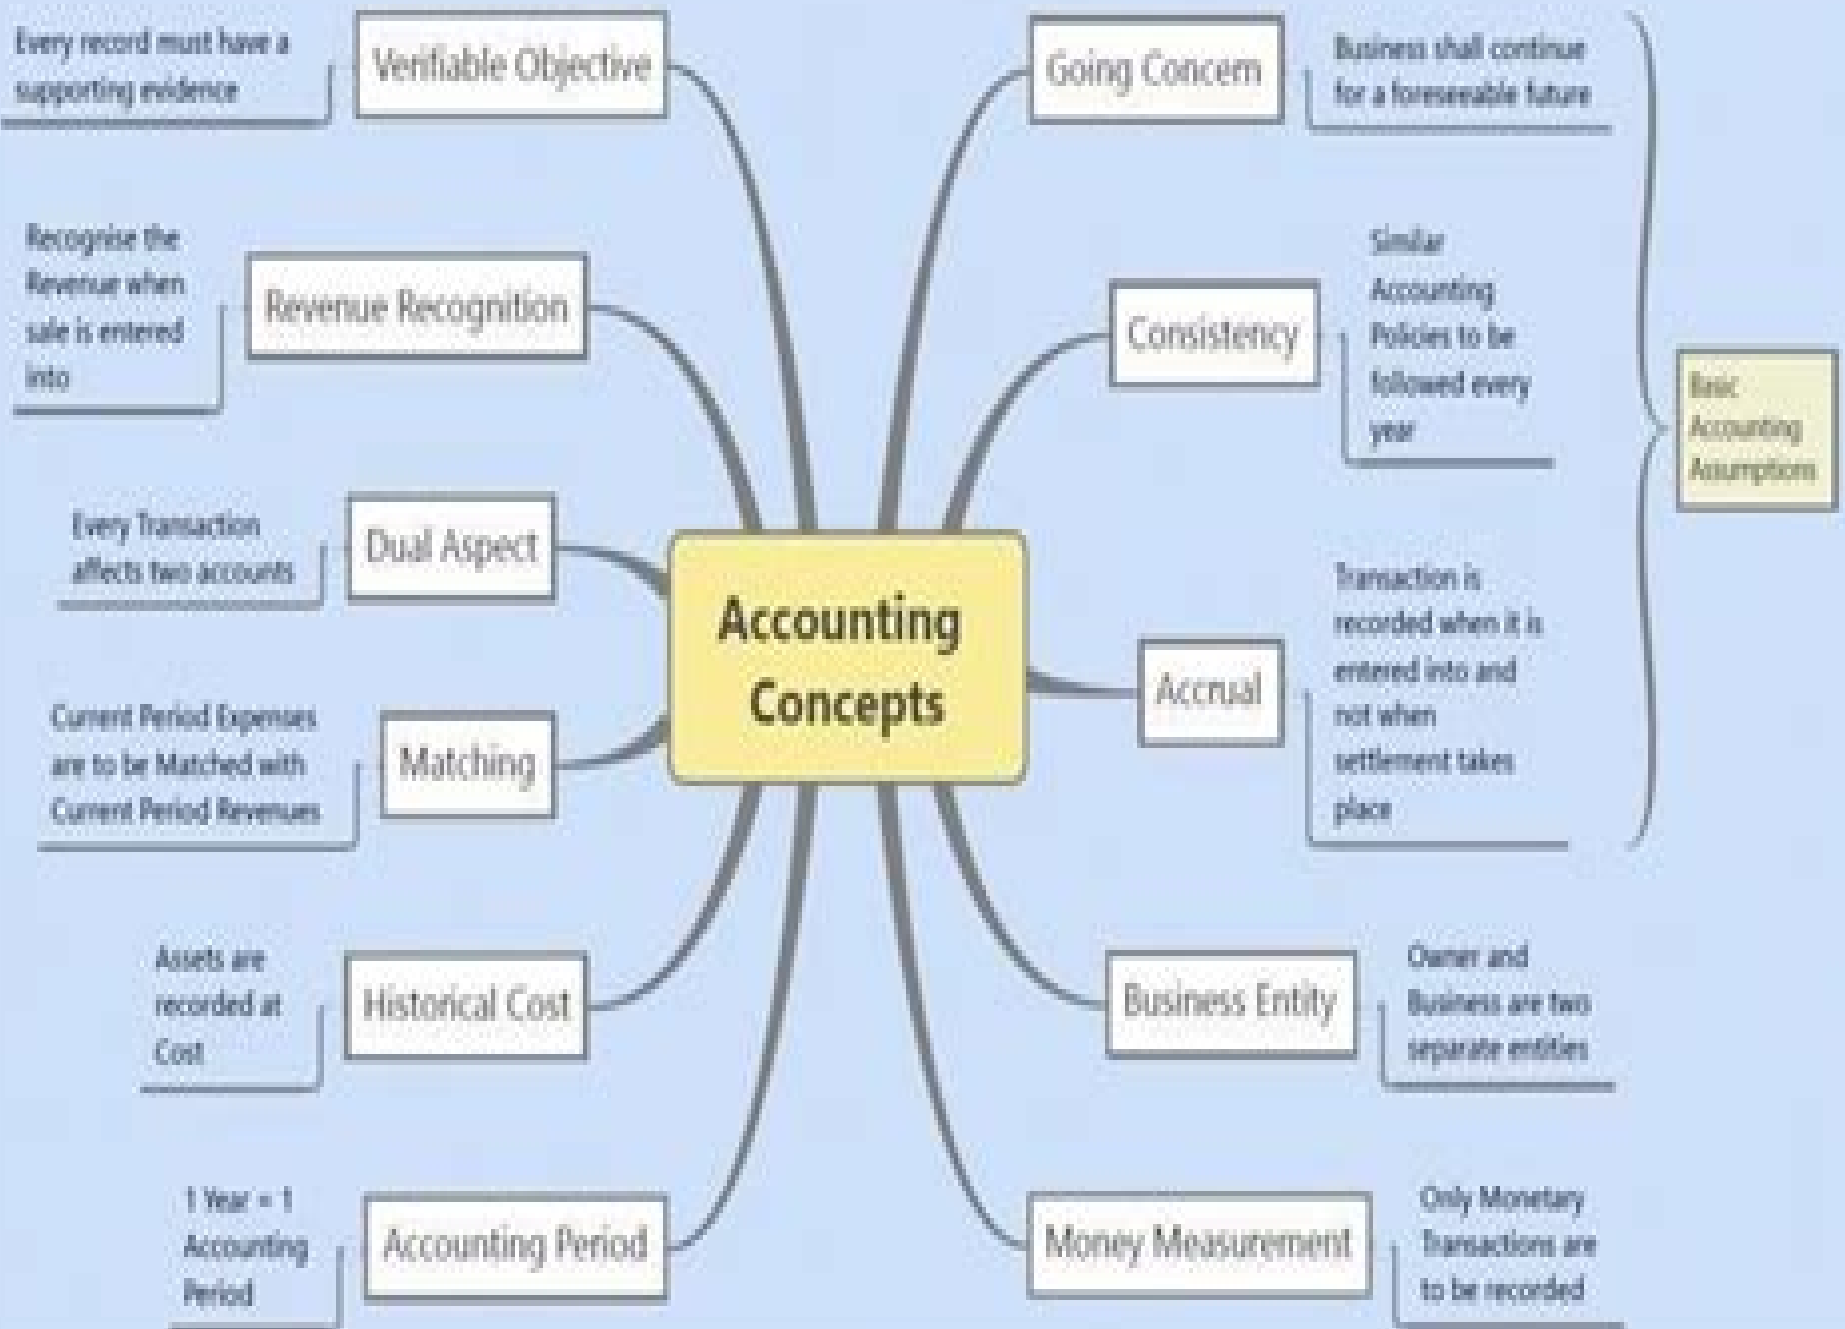 Accounting
Concepts
Verifiable Objective
Every record must have a
supporting evidence
Revenue Recognition
Recognise the
Revenue when
sale is entered
into
Dual Aspect
Every Transaction
affects two accounts
Matching
Current Period Expenses
are to be Matched with
Current Period Revenues
Historical Cost
Assets are
recorded at
Cost
Accounting Period
1 Year = 1
Accounting
Period
Going Concern
Business shall continue
for a foreseeable future
Consistency
Similar
Accounting
Policies to be
followed every
year
Accrual
Transaction is
recorded when it is
entered into and
not when
settlement takes
place
Basic
Accounting
Assumptions
Business Entity
Owner and
Business are two
separate entities
Money Measurement
Only Monetary
Transactions are
to be recorded